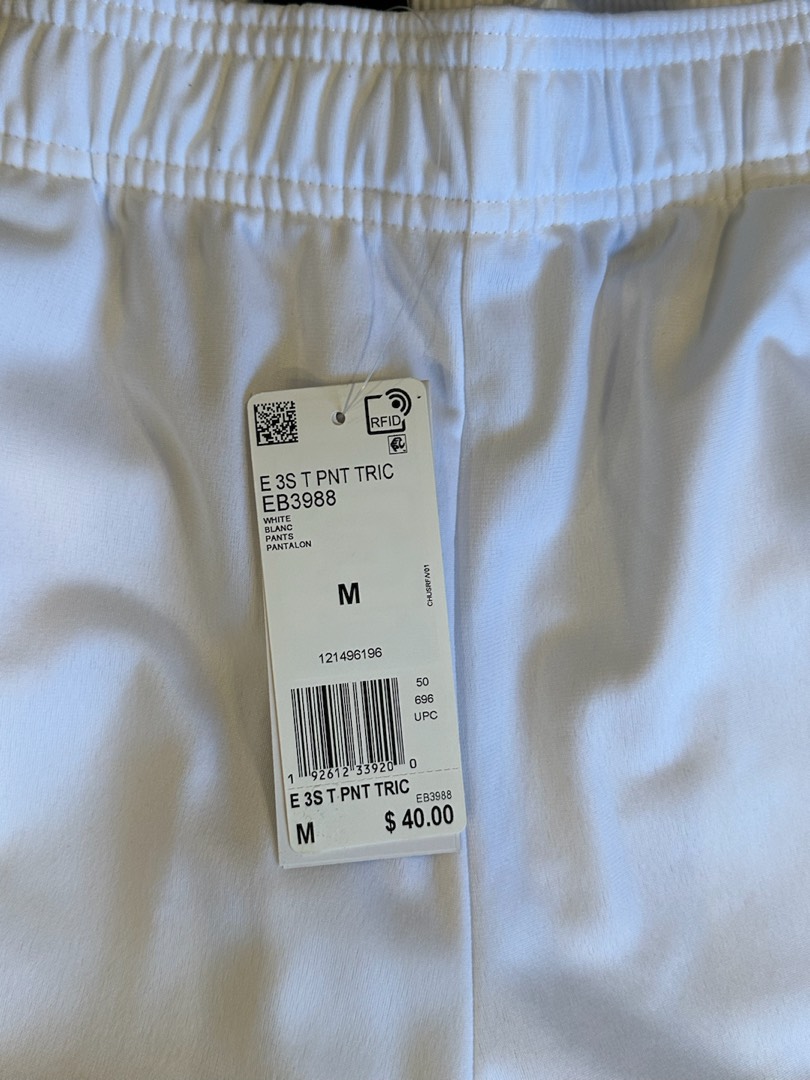 RFID
E 3S T PNT TRIC
EB3988
WHITE
BLANC
PANTS
PANTALON
M
CHUSRFIV01
121496196
50
696
UPC
1 92612 33920 0
E 3S T PNT TRIC EB3988
M $ 40.00